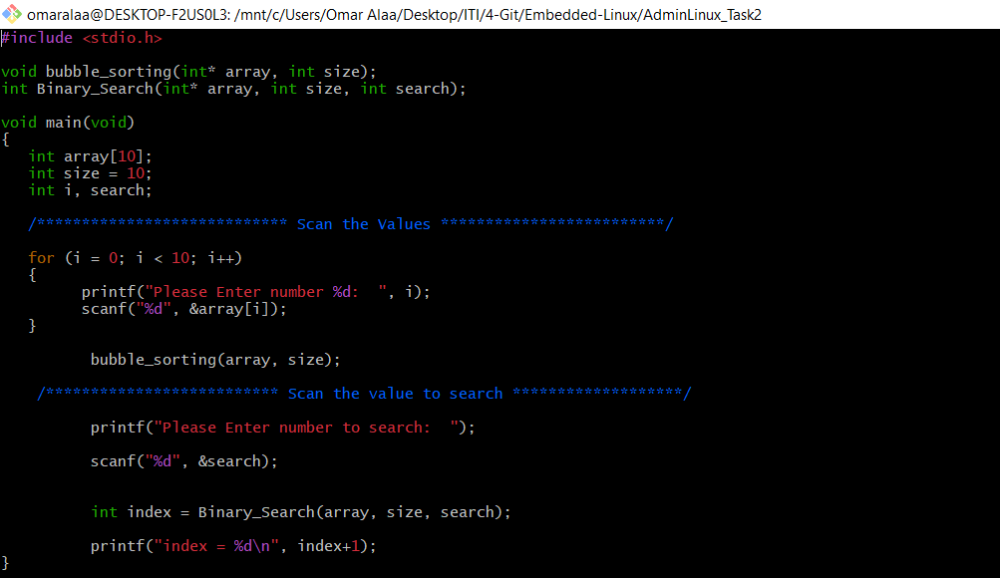 omaralaa@DESKTOP-F2US0L3: /mnt/c/Users/Omar Alaa/Desktop/ITI/4-Git/Embedded-Linux/AdminLinux_Task2
#include <stdio.h>
void bubble_sorting(int* array, int size);
int Binary_Search(int* array, int size, int search);
void main(void)
{
int array[10];
int size = 10;
int i, search;
/**************************** Scan the Values *************************/
for (i = 0; i < 10; i++)
{
printf("Please Enter number %d:  ", i);
scanf("%d", &array[i]);
}
bubble_sorting(array, size);
/************************** Scan the value to search *******************/
printf("Please Enter number to search:  ");
scanf("%d", &search);
int index = Binary_Search(array, size, search);
printf("index = %d\n", index+1);
}